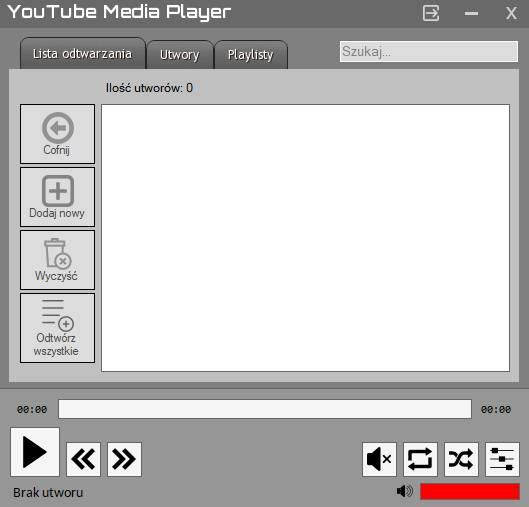 YouTube Media Player
Lista odtwarzania
Utwory
Playlisty
Szukaj...
Ilość utworów: 0
Cofnij
Dodaj nowy
Wyczyść
Odtwórz
wszystkie
00:00
00:00
Brak utworu